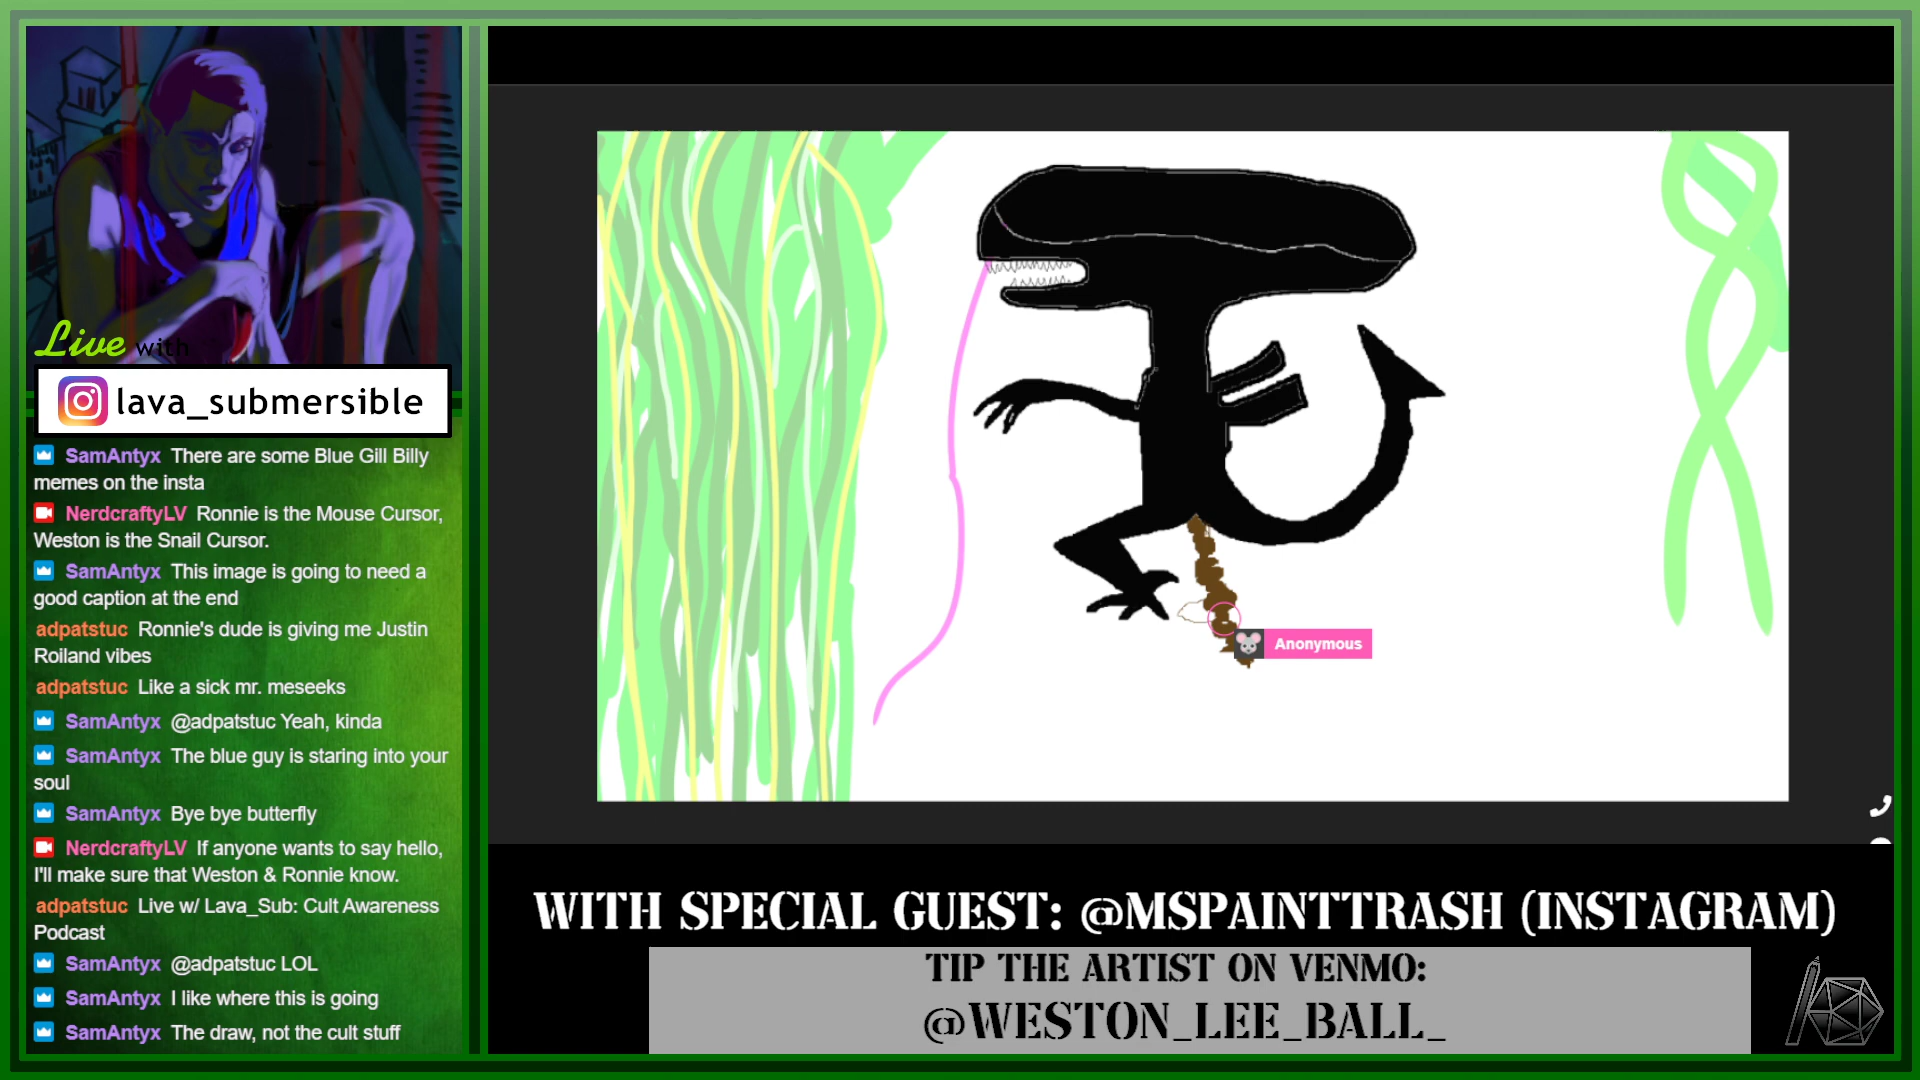 Live with
lava_submersible
SamAntyx There are some Blue Gill Billy
memes on the insta
NerdcraftyLV Ronnie is the Mouse Cursor,
Weston is the Snail Cursor.
SamAntyx This image is going to need a
good caption at the end
adpatstuc Ronnie's dude is giving me Justin
Roiland vibes
adpatstuc Like a sick mr. meseeks
SamAntyx @adpatstuc Yeah, kinda
SamAntyx The blue guy is staring into your
soul
SamAntyx Bye bye butterfly
NerdcraftyLV If anyone wants to say hello,
I'll make sure that Weston & Ronnie know.
adpatstuc Live w/ Lava_Sub: Cult Awareness
Podcast
SamAntyx @adpatstuc LOL
SamAntyx I like where this is going
SamAntyx The draw, not the cult stuff
Anonymous
WITH SPECIAL GUEST: @MSPAINTTRASH (INSTAGRAM)
TIP THE ARTIST ON VENMO:
@WESTON_LEE_BALL_